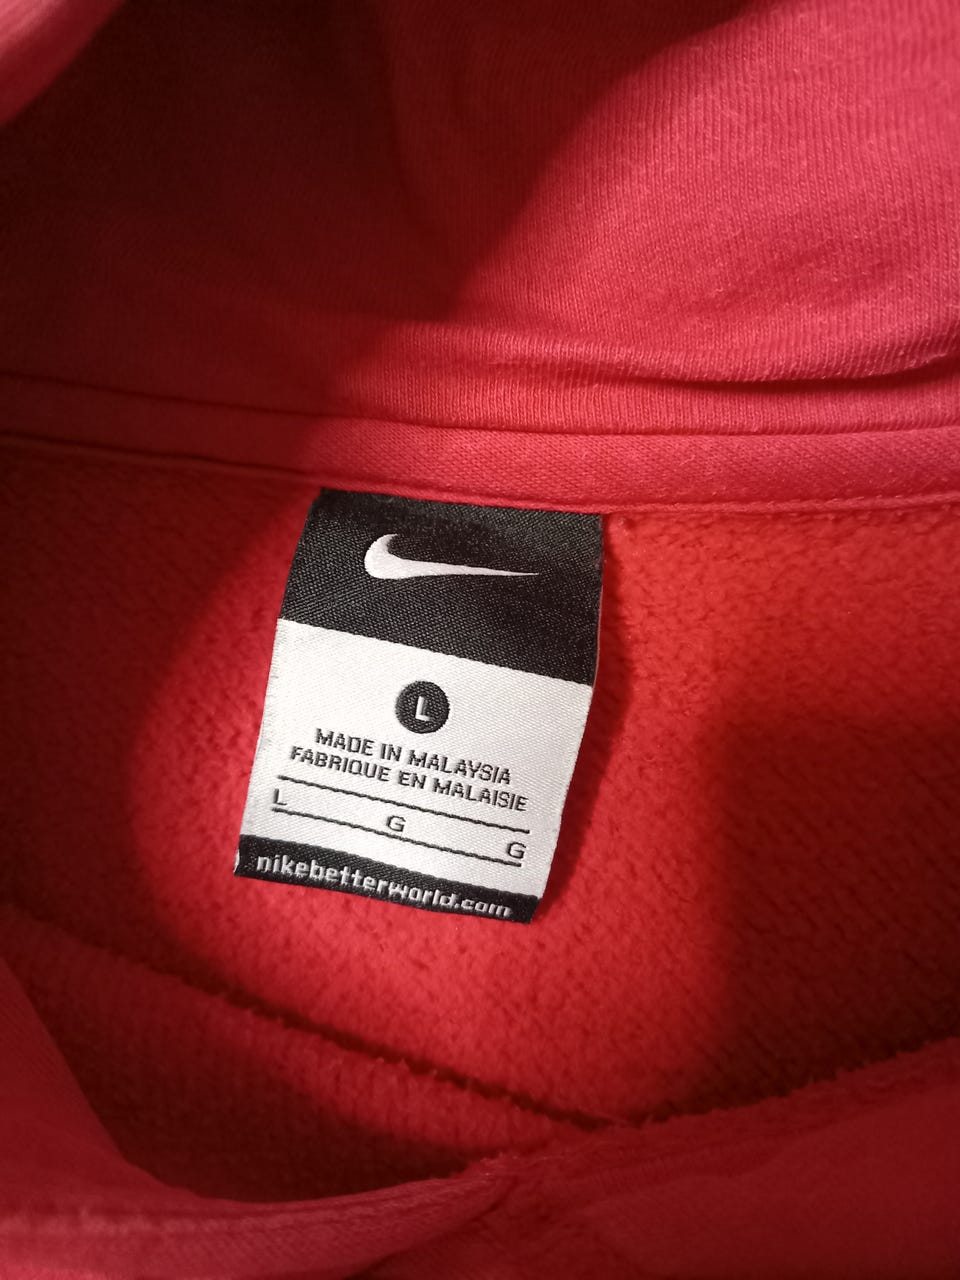 L
MADE IN MALAYSIA
FABRIQUE EN MALAISIE
L G G
nikebetterworld.com